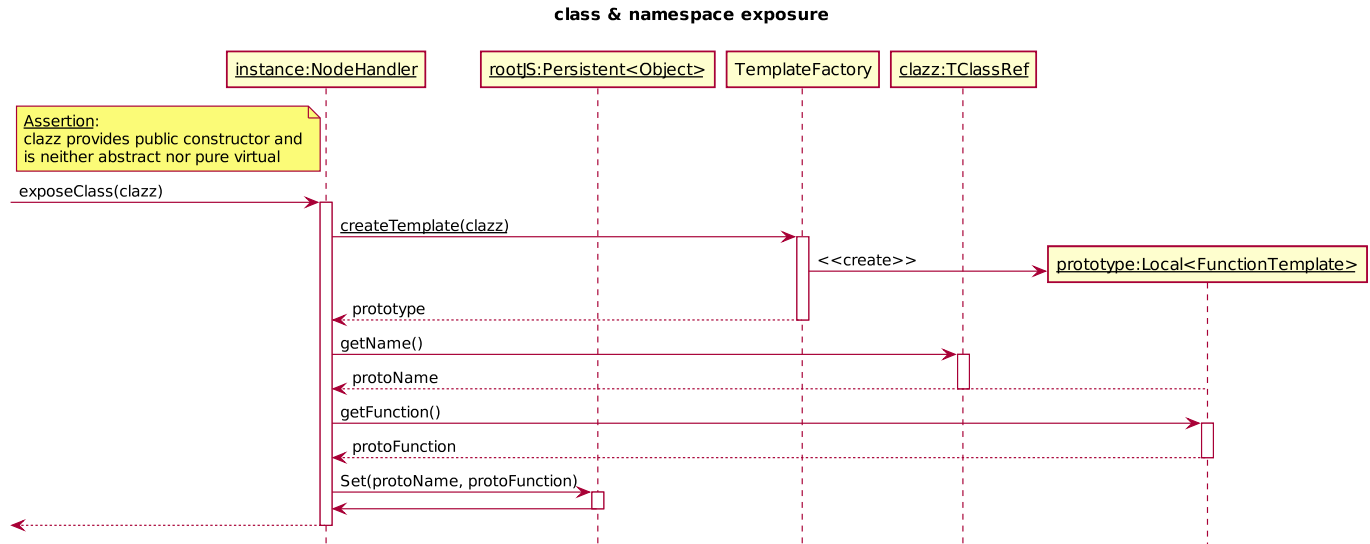 class & namespace exposure
instance:NodeHandler
rootJS:Persistent<Object>
TemplateFactory
clazz:TClassRef
Assertion:
clazz provides public constructor and
is neither abstract nor pure virtual
exposeClass(clazz)
createTemplate(clazz)
<<create>>
prototype:Local<FunctionTemplate>
prototype
getName()
protoName
getFunction()
protoFunction
Set(protoName, protoFunction)